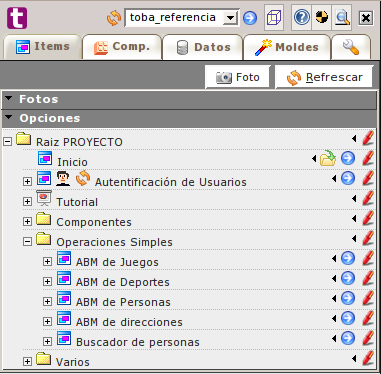 t toba_referencia ?
Items Comp. Datos Moldes
Foto Refrescar
Fotos
Opciones
Raiz PROYECTO
Inicio
Autentificación de Usuarios
Tutorial
Componentes
Operaciones Simples
ABM de Juegos
ABM de Deportes
ABM de Personas
ABM de direcciones
Buscador de personas
Varios